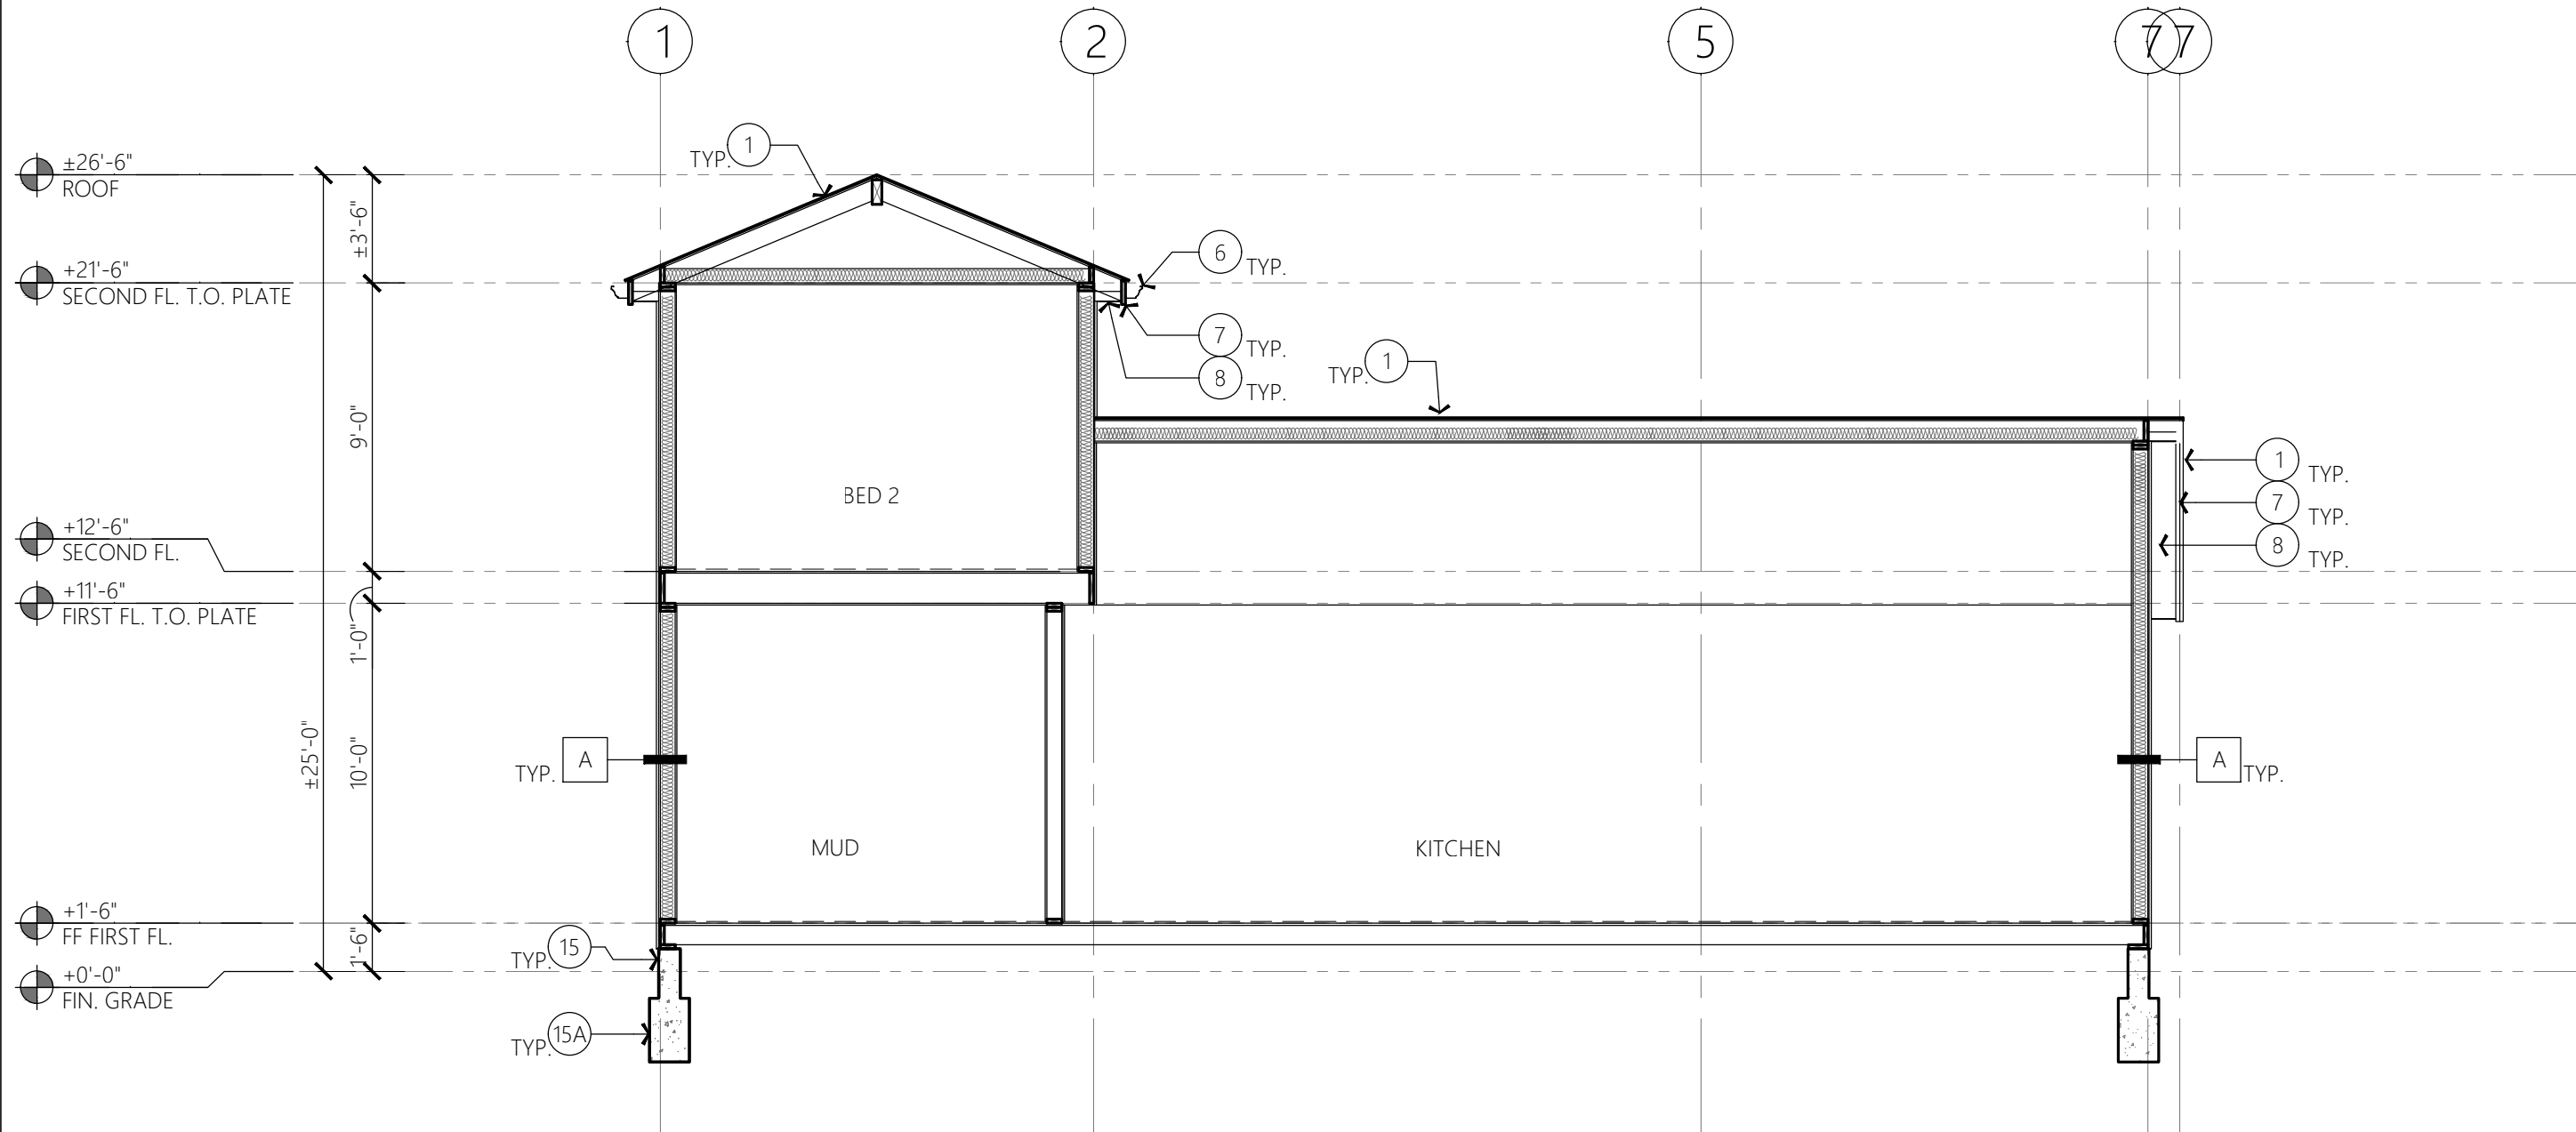 1
2
5
7
7
TYP. 1
±26'-6"
ROOF
±3'-6"
6 TYP.
+21'-6"
SECOND FL. T.O. PLATE
7 TYP.
8 TYP.
TYP. 1
9'-0"
BED 2
1 TYP.
7 TYP.
8 TYP.
+12'-6"
SECOND FL.
+11'-6"
FIRST FL. T.O. PLATE
1'-0"
±25'-0"
10'-0"
TYP. A
A TYP.
MUD
KITCHEN
+1'-6"
FF FIRST FL.
1'-6"
TYP. 15
+0'-0"
FIN. GRADE
TYP. 15A